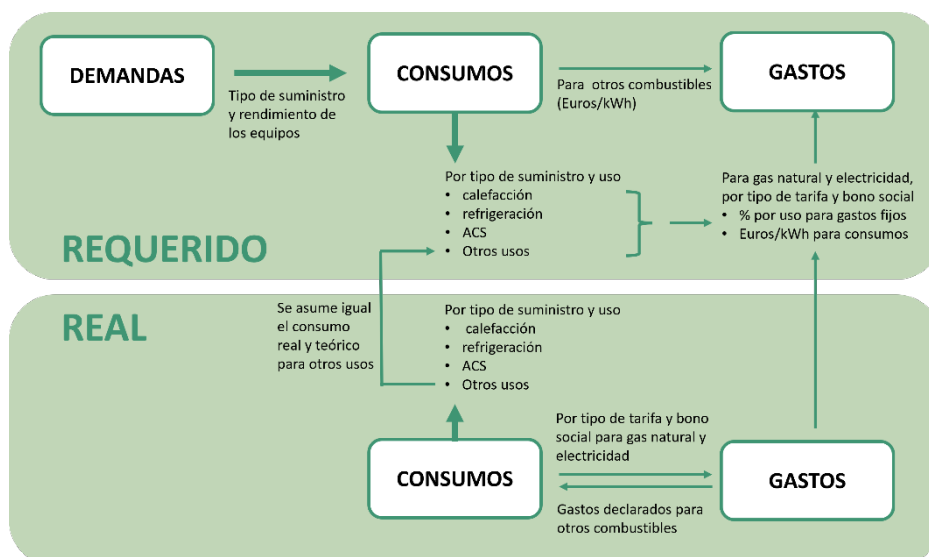 DEMANDAS
Tipo de suministro
y rendimiento de
los equipos
CONSUMOS
Para otros combustibles
(Euros/kWh)
GASTOS
Por tipo de suministro y uso
• calefacción
• refrigeración
• ACS
• Otros usos
Para gas natural y electricidad,
por tipo de tarifa y bono social
• % por uso para gastos fijos
• Euros/kWh para consumos
REQUERIDO
REAL
Se asume igual
el consumo
real y teórico
para otros usos
Por tipo de suministro y uso
• calefacción
• refrigeración
• ACS
• Otros usos
CONSUMOS
Por tipo de tarifa y bono
social para gas natural y
electricidad
Gastos declarados para
otros combustibles
GASTOS